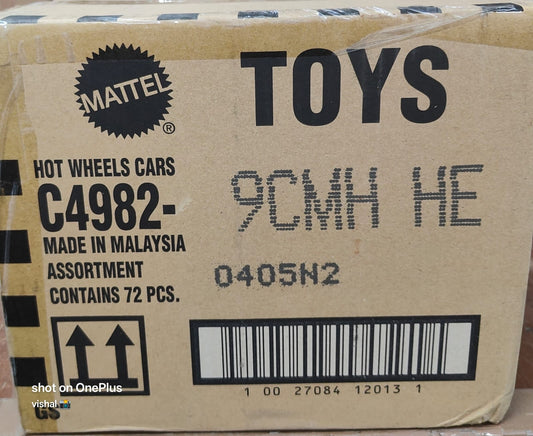 MATTEL
®
TOYS
HOT WHEELS CARS
C4982-
MADE IN MALAYSIA
ASSORTMENT
CONTAINS 72 PCS.
9CMH HE
0405N2
1 00 27084 12013 1
shot on OnePlus
vishal📸
GS